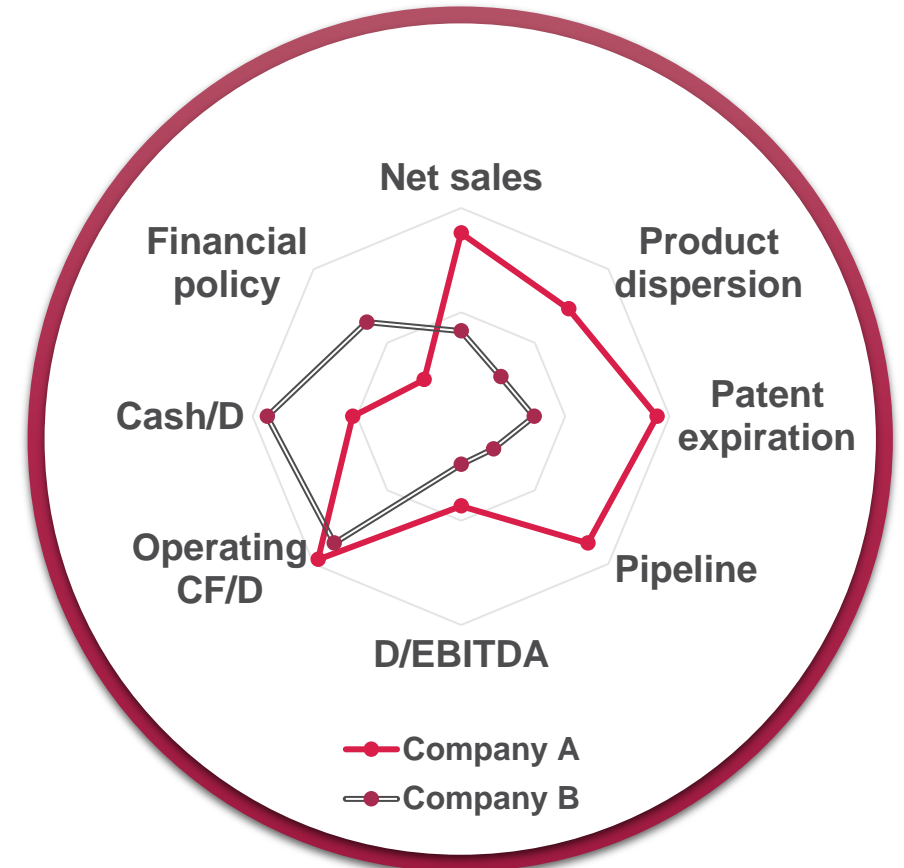 Net sales
Product
dispersion
Patent
expiration
Pipeline
D/EBITDA
Operating
CF/D
Cash/D
Financial
policy
Company A
Company B